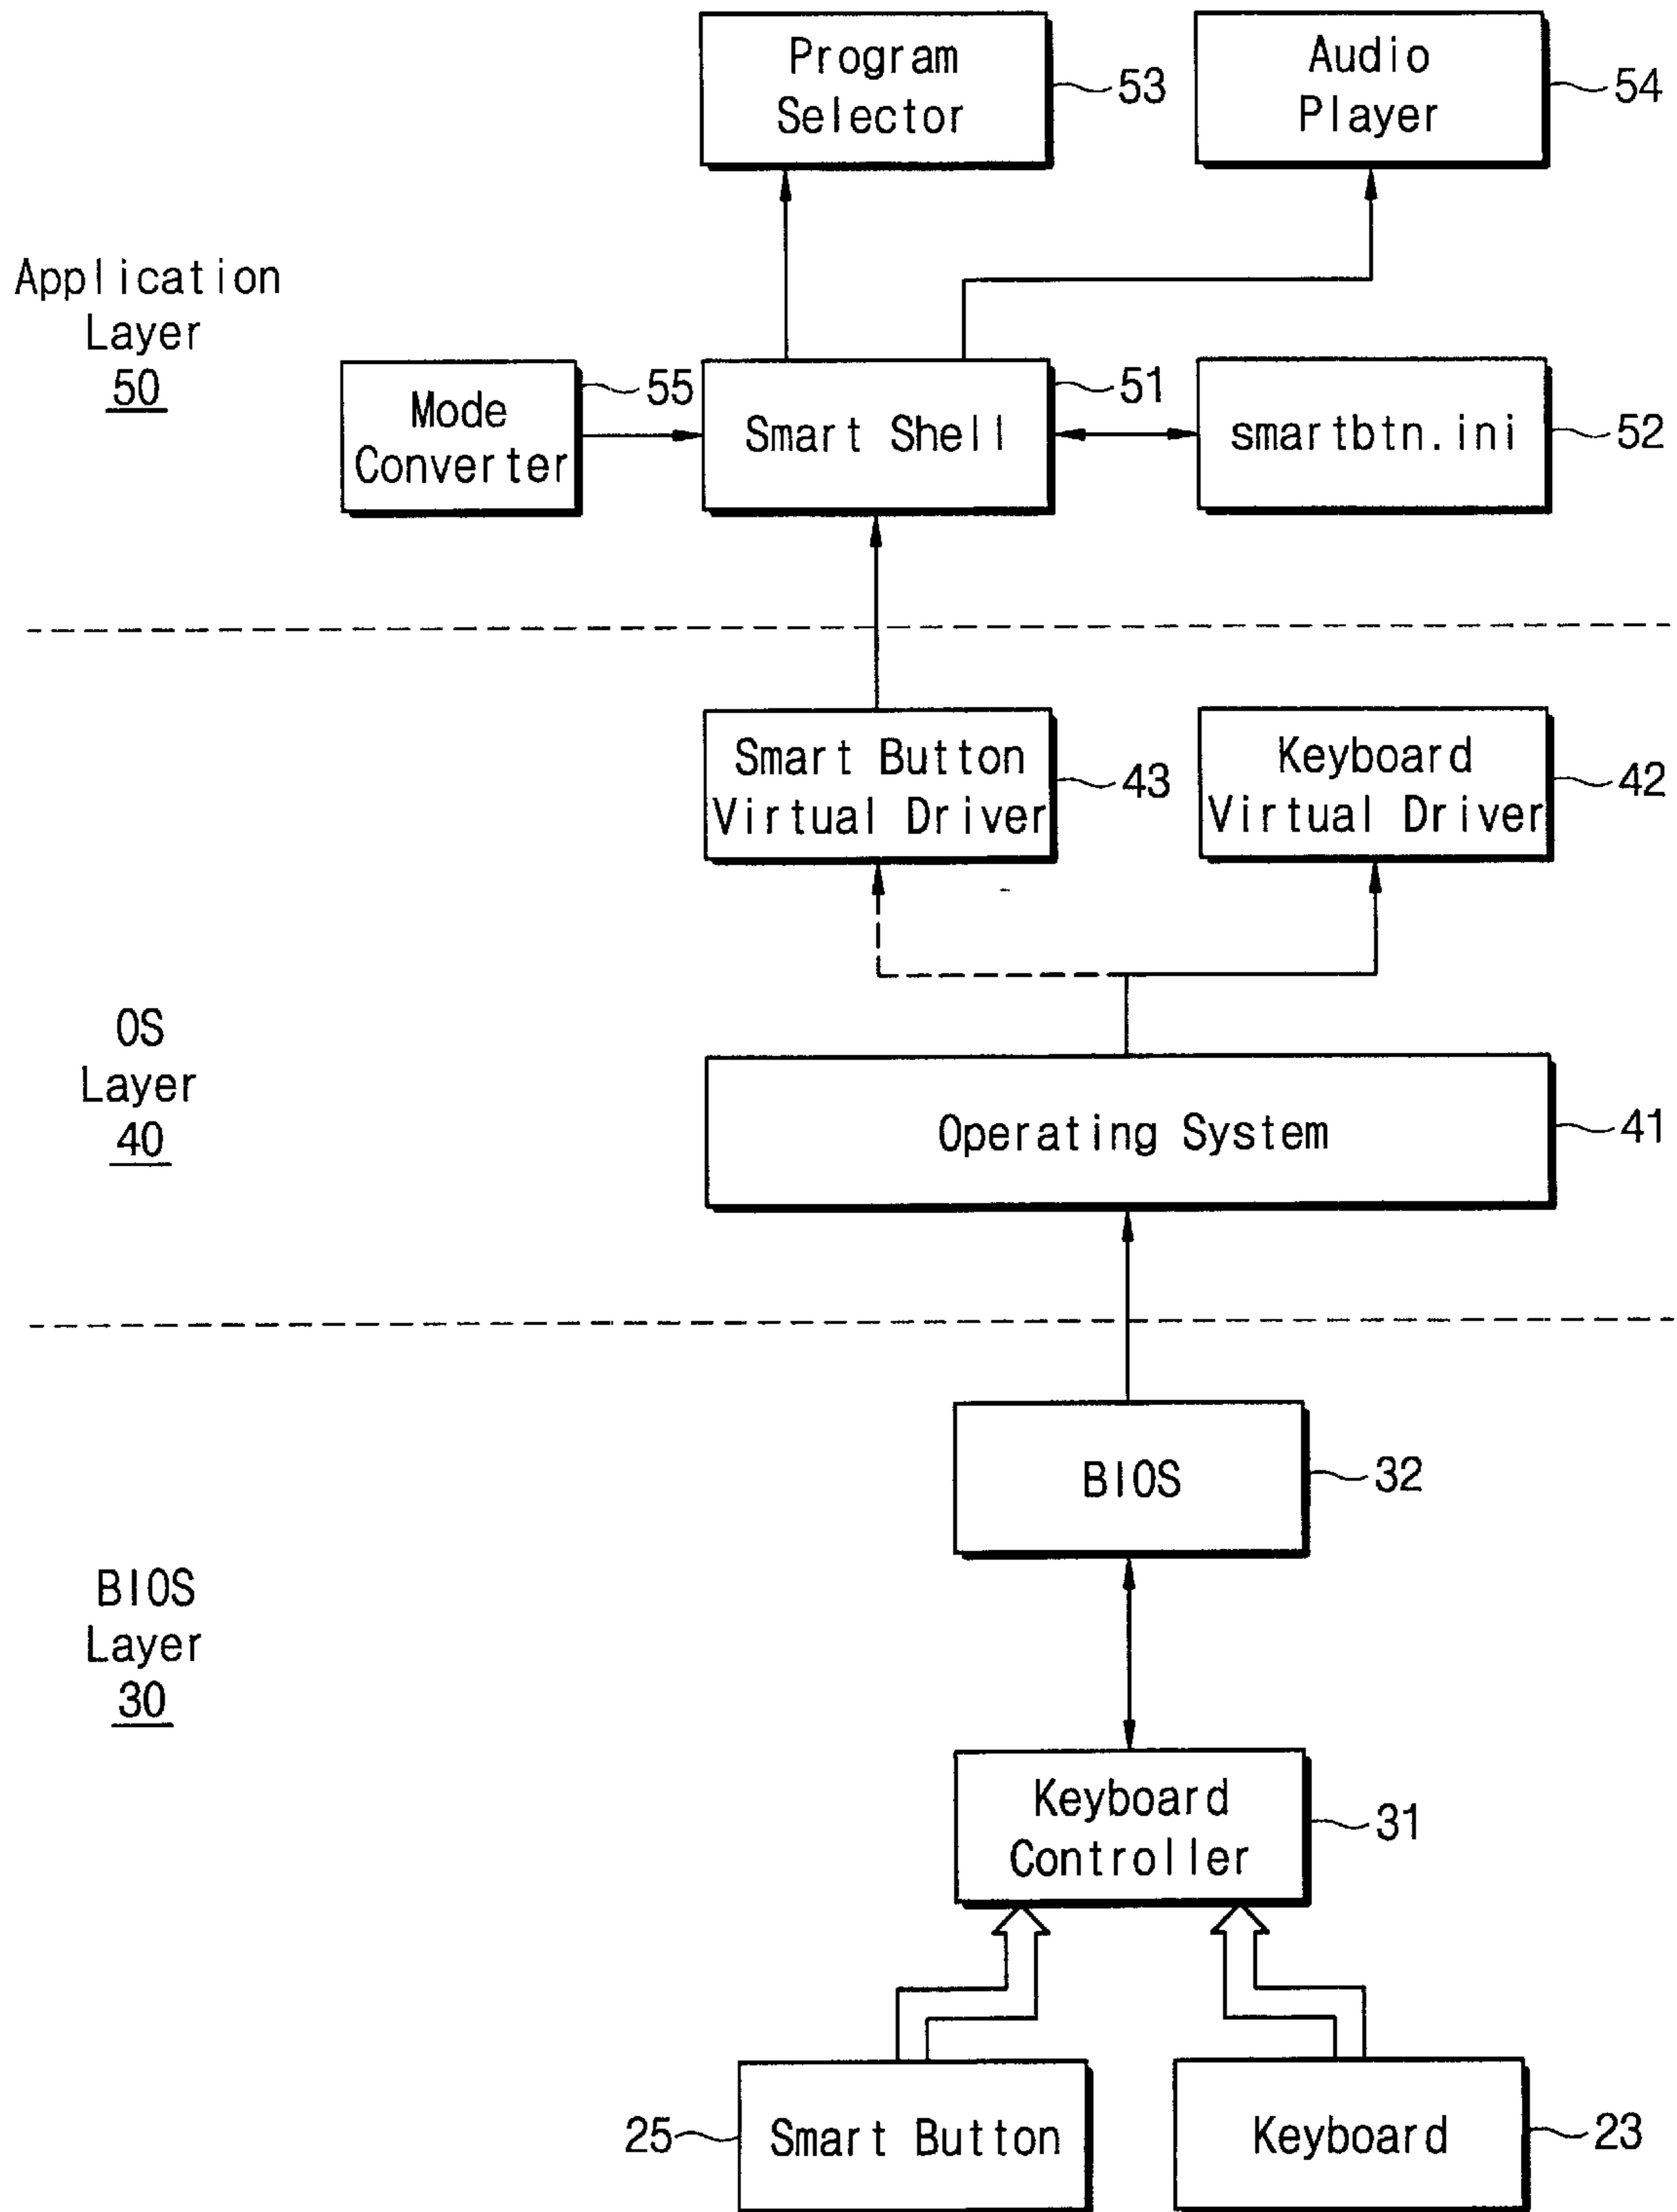 Program
Selector
53
Audio
Player
54
Application
Layer
50
Mode
Converter
55
Smart Shell
51
smartbtn.ini
52
Smart Button
Virtual Driver
43
Keyboard
Virtual Driver
42
OS
Layer
40
Operating System
41
BIOS
32
BIOS
Layer
30
Keyboard
Controller
31
25
Smart Button
Keyboard
23